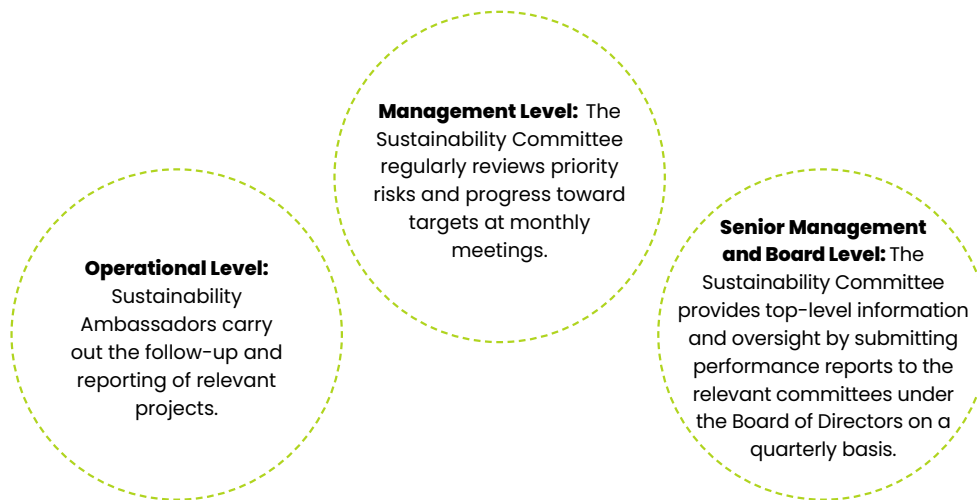 Operational Level:
Sustainability
Ambassadors carry
out the follow-up and
reporting of relevant
projects.
Management Level: The
Sustainability Committee
regularly reviews priority
risks and progress toward
targets at monthly
meetings.
Senior Management
and Board Level: The
Sustainability Committee
provides top-level information
and oversight by submitting
performance reports to the
relevant committees under
the Board of Directors on a
quarterly basis.